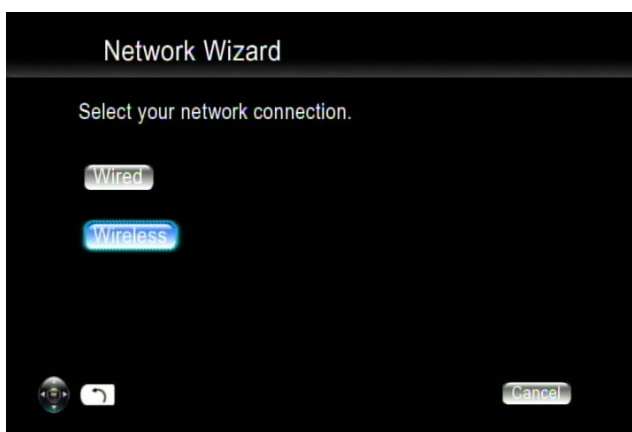 Network Wizard
Select your network connection.
Wired
Wireless
Cancel